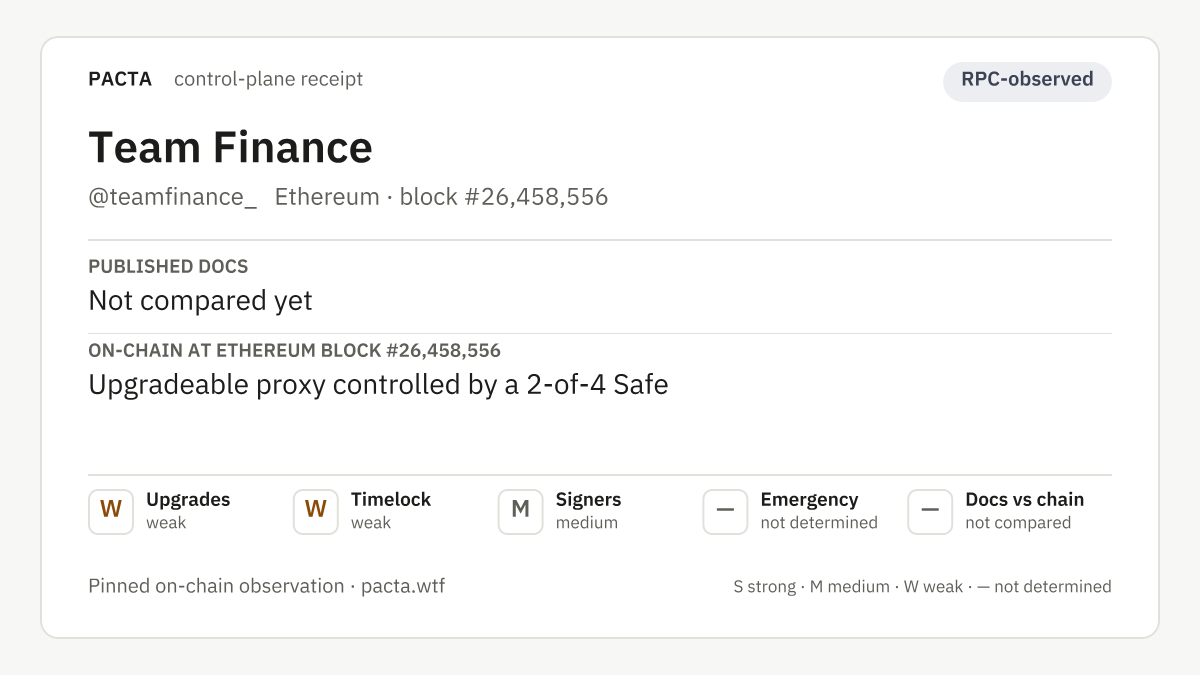 PACTA control-plane receipt RPC-observed
Team Finance
@teamfinance_ Ethereum · block #26,458,556
PUBLISHED DOCS
Not compared yet
ON-CHAIN AT ETHEREUM BLOCK #26,458,556
Upgradeable proxy controlled by a 2-of-4 Safe
W Upgrades weak
W Timelock weak
M Signers medium
— Emergency not determined
— Docs vs chain not compared
Pinned on-chain observation · pacta.wtf
S strong · M medium · W weak · — not determined